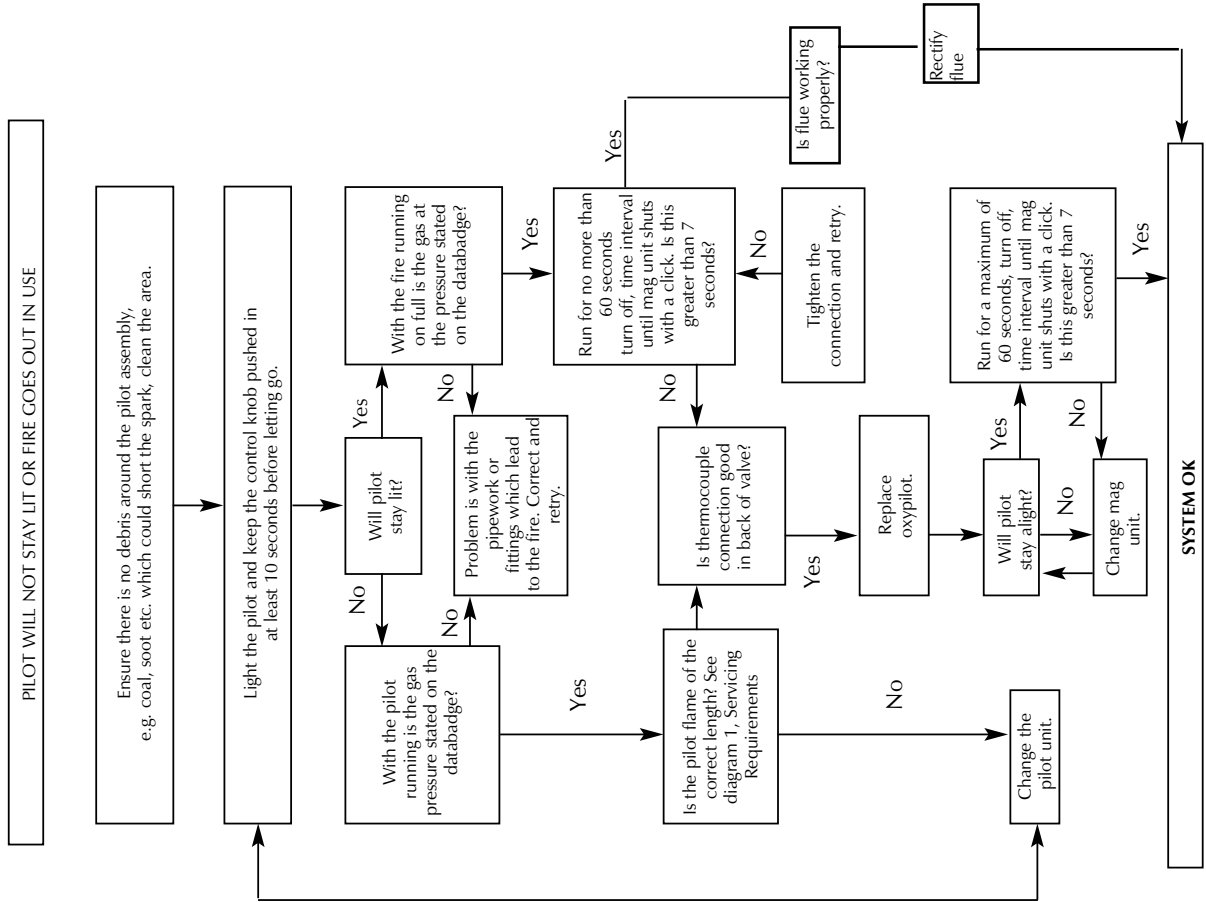 PILOT WILL NOT STAY LIT OR FIRE GOES OUT IN USE
Ensure there is no debris around the pilot assembly,
e.g. coal, soot etc. which could short the spark, clean the area.
Light the pilot and keep the control knob pushed in
at least 10 seconds before letting go.
Will pilot
stay lit?
No
Yes
With the pilot
running is the gas
pressure stated on the
databadge?
With the fire running
on full is the gas at
the pressure stated
on the databadge?
No
No
Problem is with the
pipework or
fittings which lead
to the fire. Correct and
retry.
Yes
Yes
Is the pilot flame of the
correct length? See
diagram 1, Servicing
Requirements
Is thermocouple
connection good
in back of valve?
No
Run for no more than
60 seconds
turn off, time interval
until mag unit shuts
with a click. Is this
greater than 7
seconds?
Yes
Is flue working
properly?
Rectify
flue
No
Tighten the
connection and retry.
Yes
Replace
oxypilot.
No
Change the
pilot unit.
Will pilot
stay alight?
Yes
No
Change mag
unit.
No
Run for a maximum of
60 seconds, turn off,
time interval until mag
unit shuts with a click.
Is this greater than 7
seconds?
Yes
SYSTEM OK